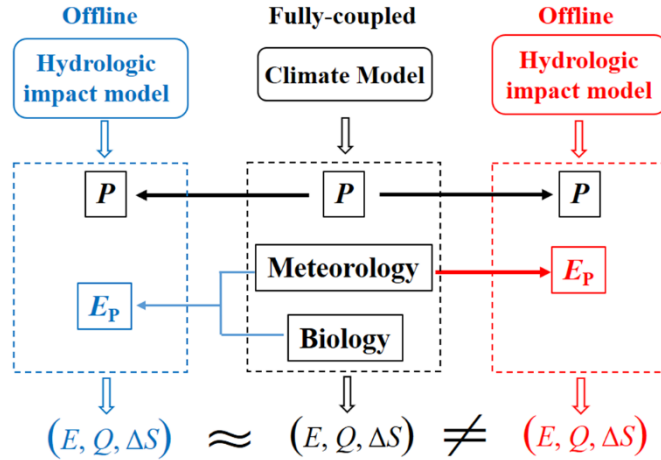 Offline
Fully-coupled
Offline
Hydrologic
impact model
Climate Model
Hydrologic
impact model
P
P
P
Meteorology
E_P
E_P
Biology
(E, Q, ΔS) ≈ (E, Q, ΔS) ≠ (E, Q, ΔS)